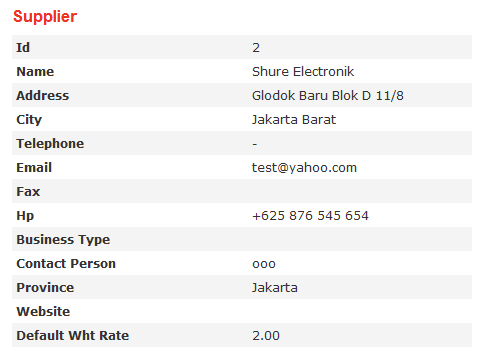 Supplier
Id 2
Name Shure Electronik
Address Glodok Baru Blok D 11/8
City Jakarta Barat
Telephone -
Email test@yahoo.com
Fax
Hp +625 876 545 654
Business Type
Contact Person ooo
Province Jakarta
Website
Default Wht Rate 2.00